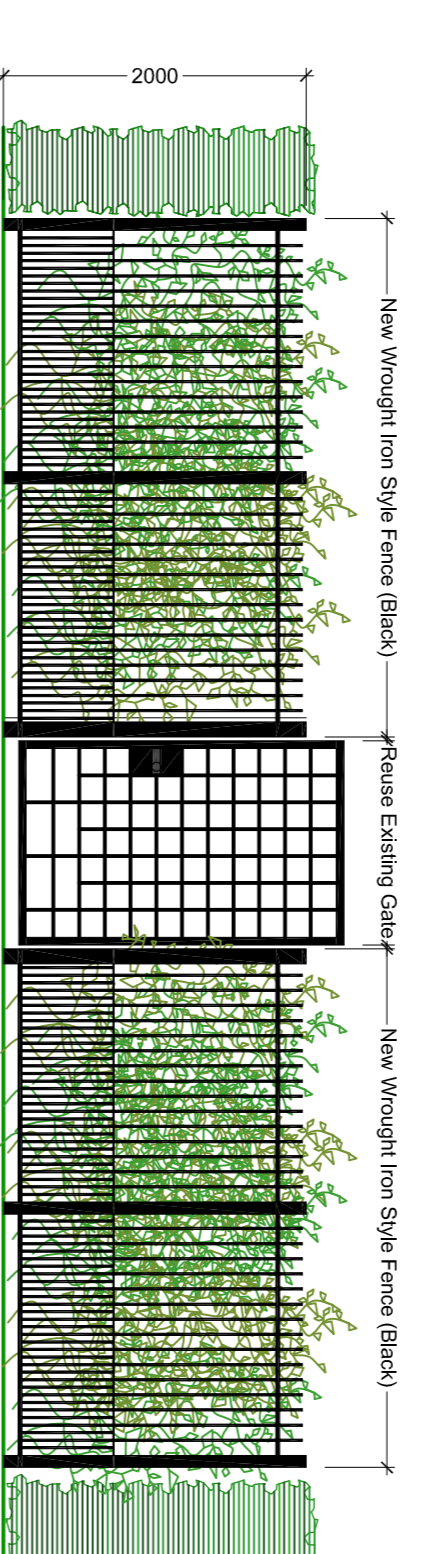 2000
New Wrought Iron Style Fence (Black)
Reuse Existing Gate
New Wrought Iron Style Fence (Black)